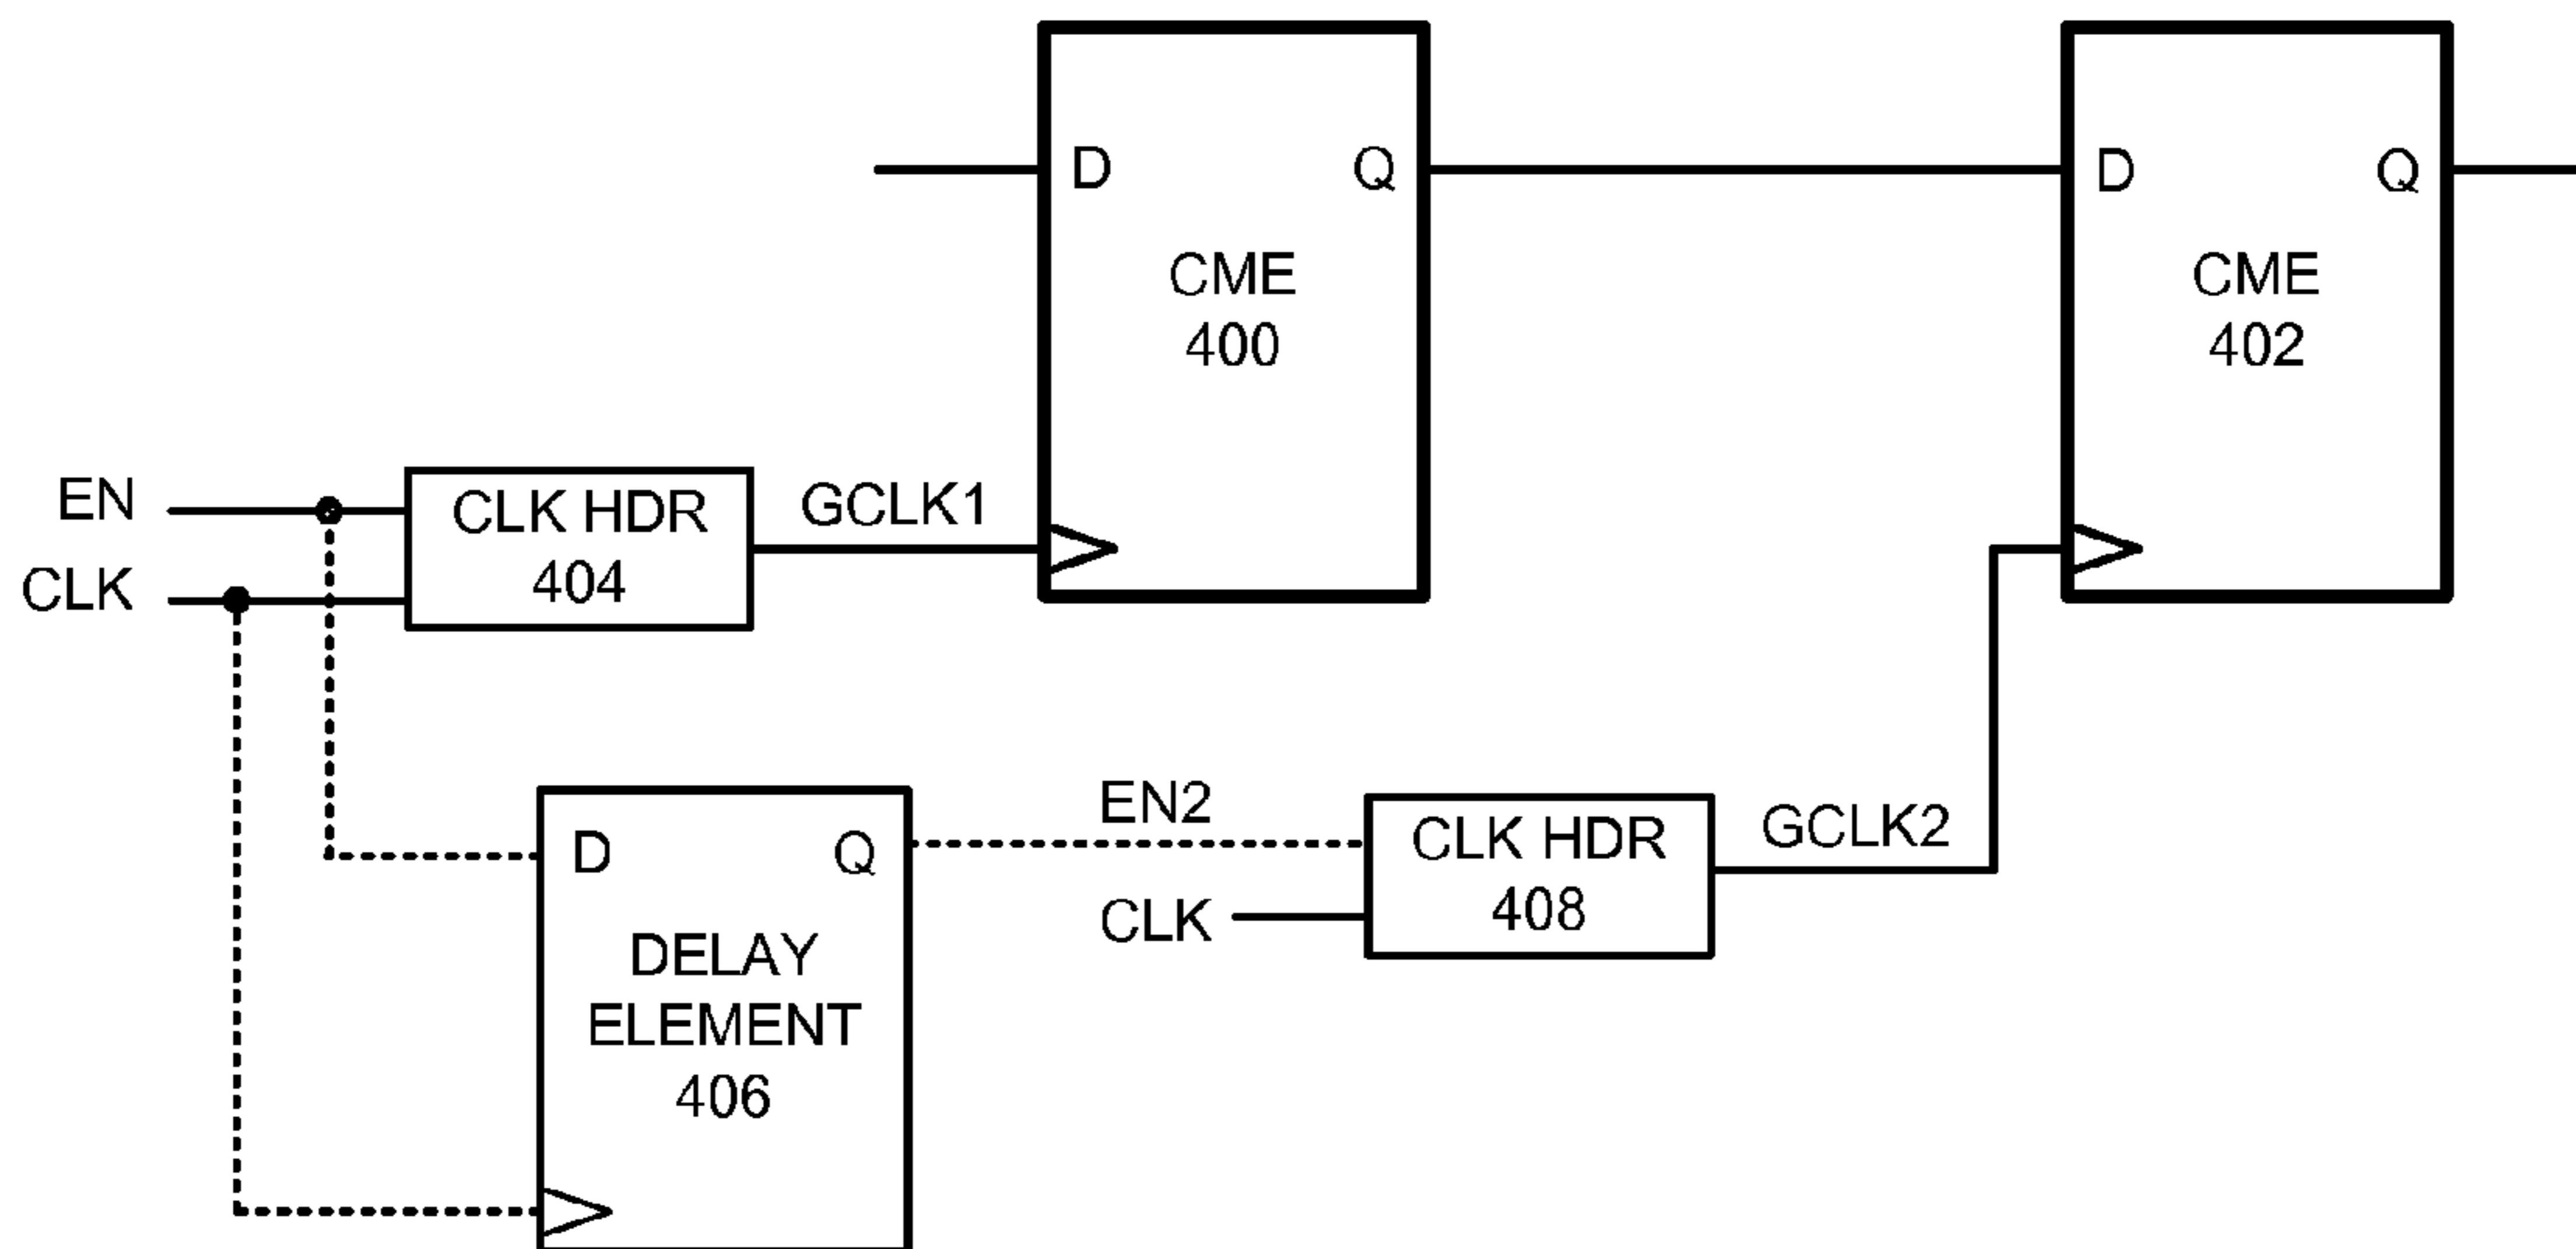 D
Q
CME
400
D
Q
CME
402
EN
CLK
CLK HDR
404
GCLK1
D
Q
DELAY
ELEMENT
406
EN2
CLK
CLK HDR
408
GCLK2